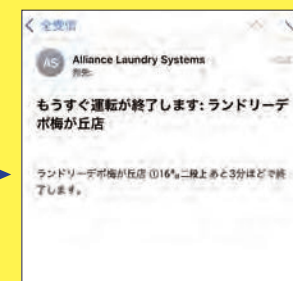 全受信
AS
Alliance Laundry Systems
宛先:
もうすぐ運転が終了します: ランドリーデ
ポ梅が丘店
ランドリーデポ梅が丘店 ①16㎏二段上 あと3分ほどで終
了します。